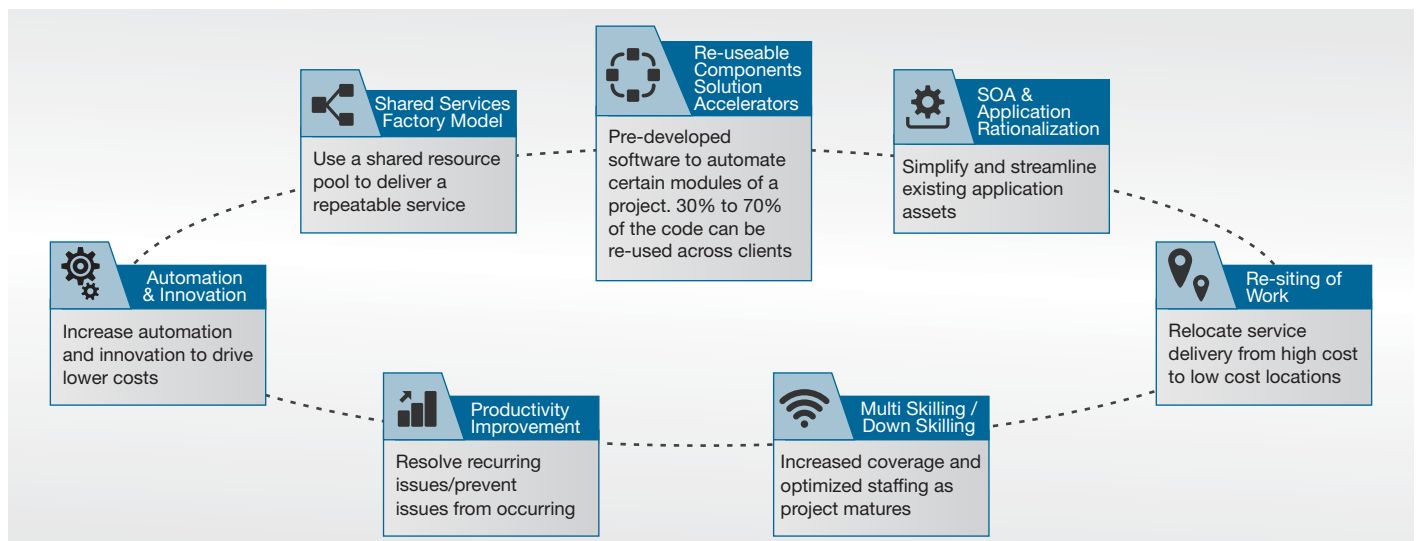 Re-useable
Components
Solution
Accelerators
Pre-developed
software to automate
certain modules of a
project. 30% to 70%
of the code can be
re-used across clients
Shared Services
Factory Model
Use a shared resource
pool to deliver a
repeatable service
SOA &
Application
Rationalization
Simplify and streamline
existing application
assets
Automation
& Innovation
Increase automation
and innovation to drive
lower costs
Re-siting of
Work
Relocate service
delivery from high cost
to low cost locations
Productivity
Improvement
Resolve recurring
issues/prevent
issues from occurring
Multi Skilling /
Down Skilling
Increased coverage and
optimized staffing as
project matures